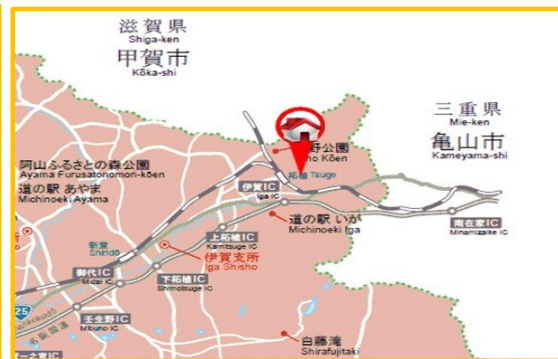 滋賀県
Shiga-ken
甲賀市
Kōka-shi
三重県
Mie-ken
亀山市
Kameyama-shi
野公園
no Kōen
阿山ふるさとの森公園
Ayama Furusatonomori-kōen
道の駅 あやま
Michinoeki Ayama
柘植 Tsuge
伊賀IC
Iga IC
道の駅 いが
Michinoeki Iga
南在家IC
Minamizaike IC
上柘植IC
Kamitsuge IC
新堂
Shindō
伊賀支所
Iga Shisho
御代IC
Midai IC
下柘植IC
Shimotsuge IC
25
名阪国道
壬生野IC
Mibuno IC
白藤滝
Shirafujitaki